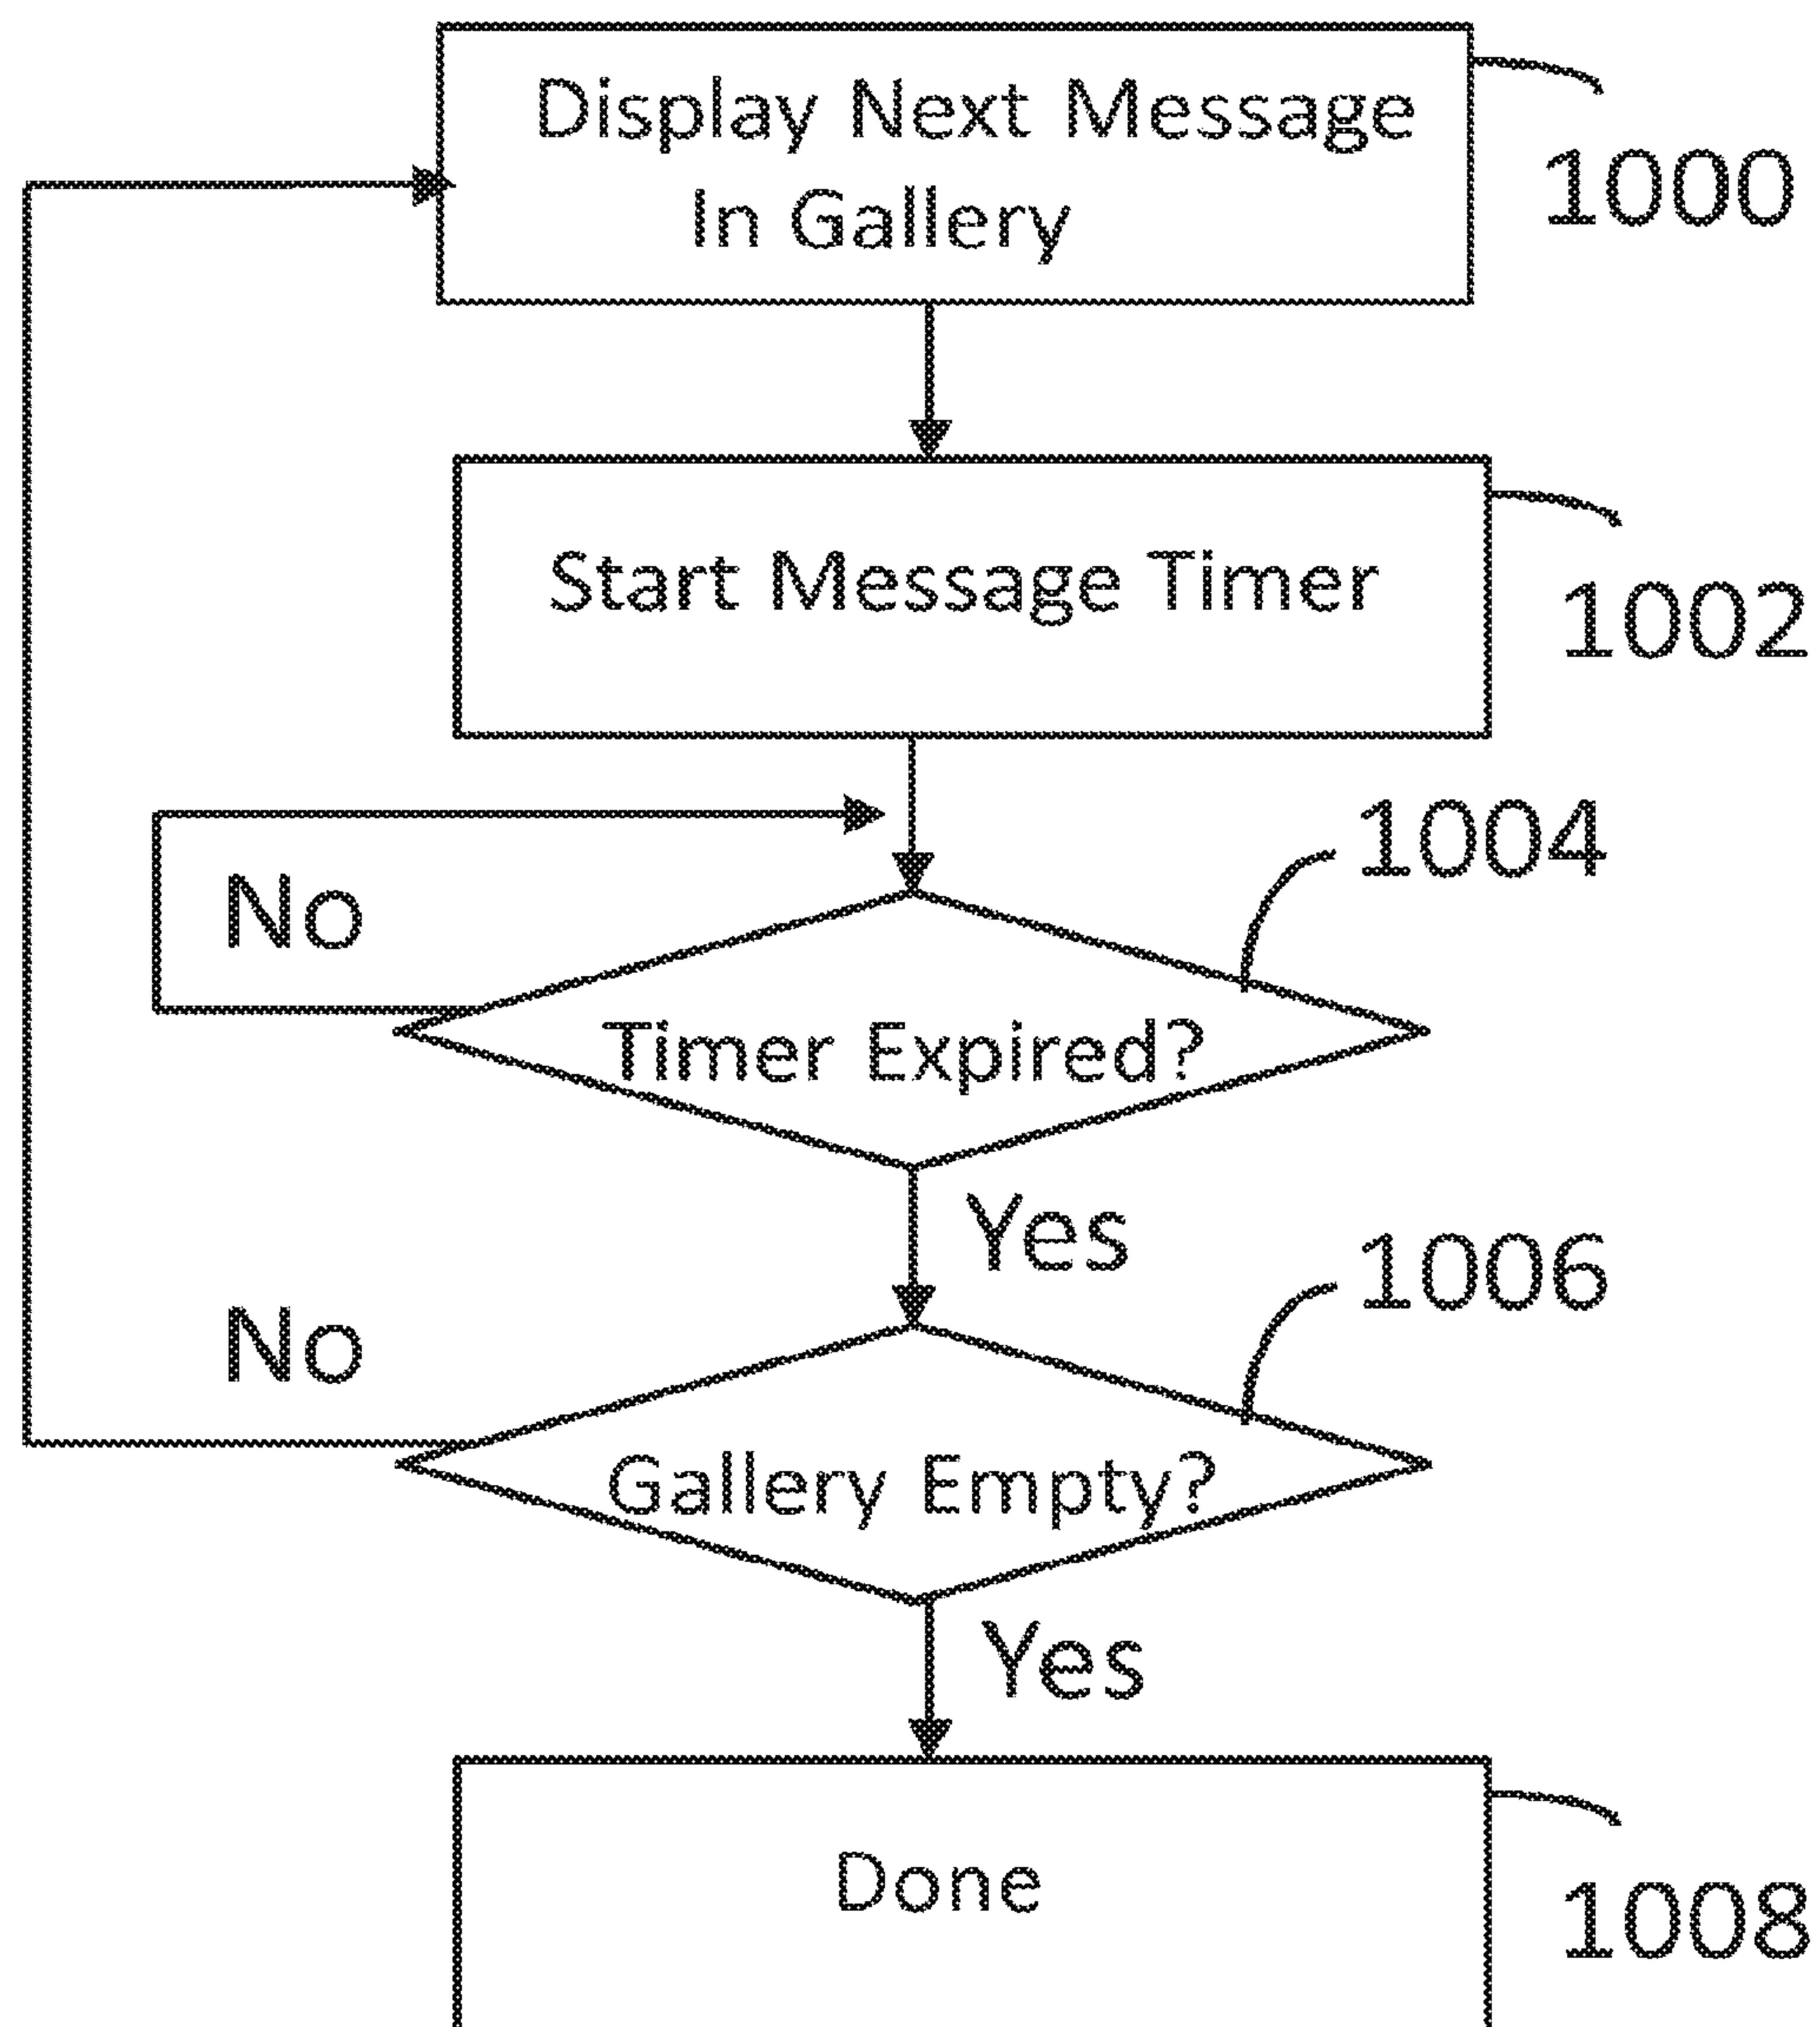 Display Next Message
In Gallery
1000
Start Message Timer
1002
1004
No
Timer Expired?
Yes
1006
No
Gallery Empty?
Yes
Done
1008